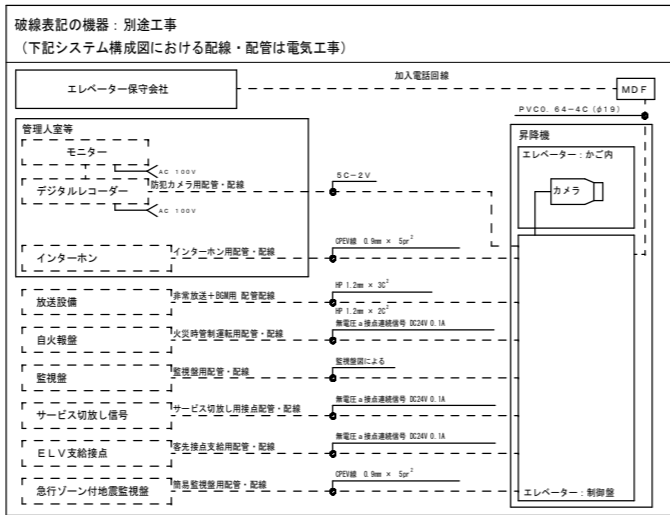 破線表記の機器：別途工事
（下記システム構成図における配線・配管は電気工事）
エレベーター保守会社
加入電話回線
MDF
PVC0.64-4C(φ19)
管理人室等
モニター
AC 100V
デジタルレコーダー
防犯カメラ用配管・配線
5C-2V
AC 100V
昇降機
エレベーター：かご内
カメラ
インターホン
インターホン用配管・配線
CPEV線 0.9mm × 5pr²
放送設備
非常放送＋BGM用 配管配線
HP 1.2mm × 3C²
HP 1.2mm × 2C²
自火報盤
火災時管制運転用配管・配線
無電圧a接点連続信号 DC24V 0.1A
監視盤
監視盤用配管・配線
監視盤図による
サービス切放し信号
サービス切放し用接点配管・配線
無電圧a接点連続信号 DC24V 0.1A
ELV支給接点
客先接点支給用配管・配線
無電圧a接点連続信号 DC24V 0.1A
急行ゾーン付地震監視盤
簡易監視盤用配管・配線
CPEV線 0.9mm × 5pr²
エレベーター：制御盤